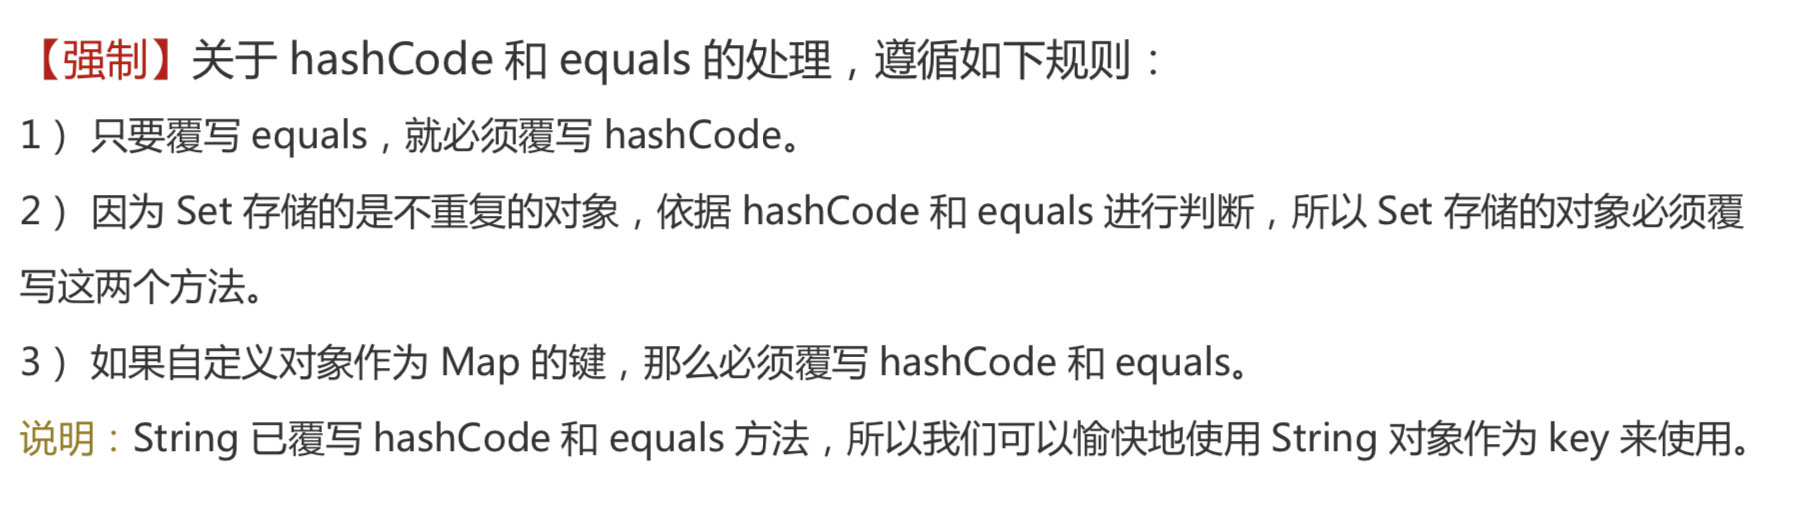 【强制】关于 hashCode 和 equals 的处理，遵循如下规则：
1） 只要覆写 equals，就必须覆写 hashCode。
2） 因为 Set 存储的是不重复的对象，依据 hashCode 和 equals 进行判断，所以 Set 存储的对象必须覆
写这两个方法。
3） 如果自定义对象作为 Map 的键，那么必须覆写 hashCode 和 equals。
说明：String 已覆写 hashCode 和 equals 方法，所以我们可以愉快地使用 String 对象作为 key 来使用。